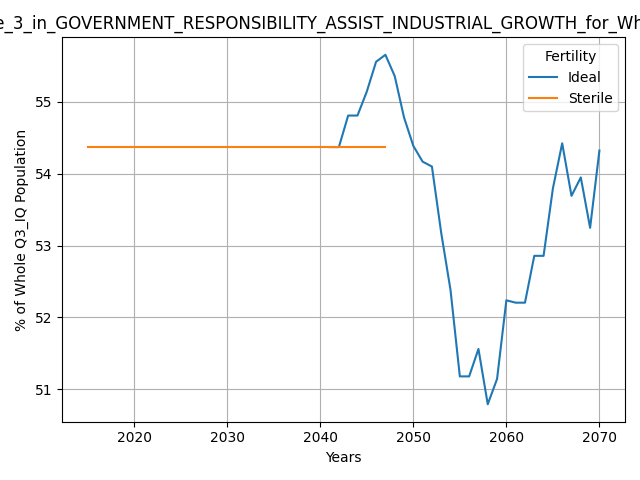 e_3_in_GOVERNMENT_RESPONSIBILITY_ASSIST_INDUSTRIAL_GROWTH_for_Wh
Fertility
Ideal
Sterile
% of Whole Q3_IQ Population
55
54
53
52
51
2020 2030 2040 2050 2060 2070
Years